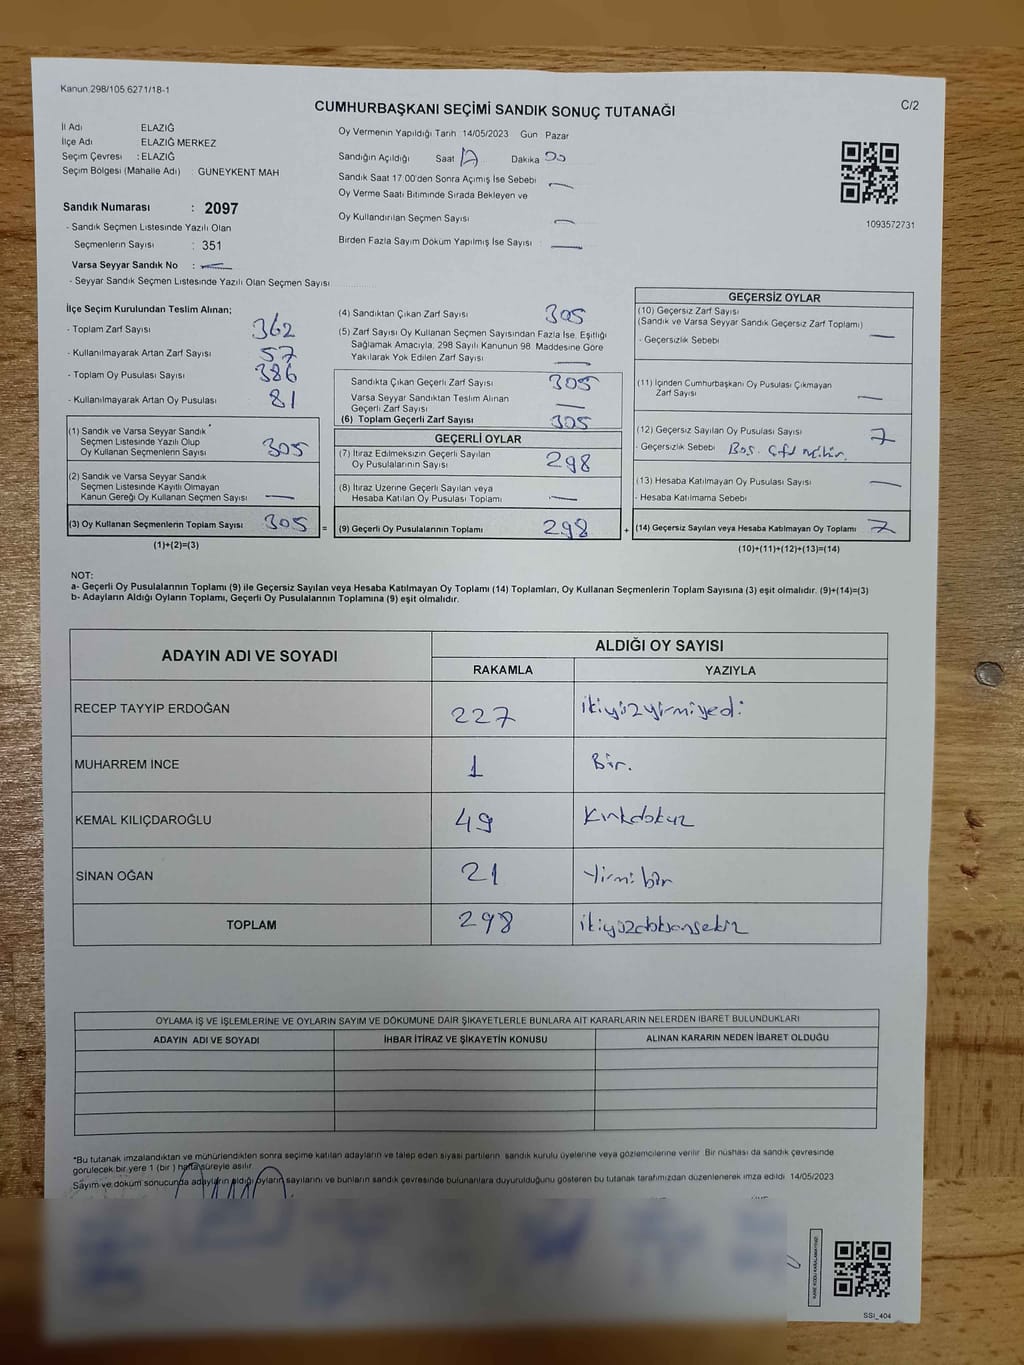 Kanun 298/105 6271/18-1
CUMHURBAŞKANI SEÇİMİ SANDIK SONUÇ TUTANAĞI
C/2
İl Adı ELAZIĞ
İlçe Adı ELAZIĞ MERKEZ
Seçim Çevresi : ELAZIĞ
Seçim Bölgesi (Mahalle Adı) GÜNEYKENT MAH
Sandık Numarası : 2097
- Sandık Seçmen Listesinde Yazılı Olan
Seçmenlerin Sayısı : 351
Varsa Seyyar Sandık No : —
- Seyyar Sandık Seçmen Listesinde Yazılı Olan Seçmen Sayısı
Oy Vermenin Yapıldığı Tarih 14/05/2023 Gün Pazar
Sandığın Açıldığı Saat Dakika
Sandık Saat 17:00'den Sonra Açımış İse Sebebi —
Oy Verme Saati Bitiminde Sırada Bekleyen ve
Oy Kullandırılan Seçmen Sayısı —
Birden Fazla Sayım Döküm Yapılmış İse Sayısı —
1093572731
İlçe Seçim Kurulundan Teslim Alınan;
- Toplam Zarf Sayısı 362
- Kullanılmayarak Artan Zarf Sayısı 57
- Toplam Oy Pusulası Sayısı 386
- Kullanılmayarak Artan Oy Pusulası 81
(1) Sandık ve Varsa Seyyar Sandık
Seçmen Listesinde Yazılı Olup
Oy Kullanan Seçmenlerin Sayısı 305
(2) Sandık ve Varsa Seyyar Sandık
Seçmen Listesinde Kayıtlı Olmayan
Kanun Gereği Oy Kullanan Seçmen Sayısı —
(3) Oy Kullanan Seçmenlerin Toplam Sayısı 305 =
(1)+(2)=(3)
(4) Sandıktan Çıkan Zarf Sayısı 305
(5) Zarf Sayısı Oy Kullanan Seçmen Sayısından Fazla İse, Eşitliği
Sağlamak Amacıyla, 298 Sayılı Kanunun 98. Maddesine Göre
Yakılarak Yok Edilen Zarf Sayısı —
Sandıkta Çıkan Geçerli Zarf Sayısı 305
Varsa Seyyar Sandıktan Teslim Alınan
Geçerli Zarf Sayısı —
(6) Toplam Geçerli Zarf Sayısı 305
GEÇERLİ OYLAR
(7) İtiraz Edilmeksizin Geçerli Sayılan
Oy Pusulalarının Sayısı 298
(8) İtiraz Üzerine Geçerli Sayılan veya
Hesaba Katılan Oy Pusulası Toplamı —
(9) Geçerli Oy Pusulalarının Toplamı 298 +
GEÇERSİZ OYLAR
(10) Geçersiz Zarf Sayısı
(Sandık ve Varsa Seyyar Sandık Geçersiz Zarf Toplamı)
- Geçersizlik Sebebi —
(11) İçinden Cumhurbaşkanı Oy Pusulası Çıkmayan
Zarf Sayısı —
(12) Geçersiz Sayılan Oy Pusulası Sayısı 7
- Geçersizlik Sebebi Boş.
(13) Hesaba Katılmayan Oy Pusulası Sayısı —
- Hesaba Katılmama Sebebi
(14) Geçersiz Sayılan veya Hesaba Katılmayan Oy Toplamı 7
(10)+(11)+(12)+(13)=(14)
NOT:
a- Geçerli Oy Pusulalarının Toplamı (9) ile Geçersiz Sayılan veya Hesaba Katılmayan Oy Toplamı (14) Toplamları, Oy Kullanan Seçmenlerin Toplam Sayısına (3) eşit olmalıdır. (9)+(14)=(3)
b- Adayların Aldığı Oyların Toplamı, Geçerli Oy Pusulalarının Toplamına (9) eşit olmalıdır.
ADAYIN ADI VE SOYADI
ALDIĞI OY SAYISI
RAKAMLA YAZIYLA
RECEP TAYYİP ERDOĞAN 227 ikiyüzyirmiyedi
MUHARREM İNCE 1 Bir.
KEMAL KILIÇDAROĞLU 49 Kırkdokuz
SİNAN OĞAN 21 Yirmi bir
TOPLAM 298 ikiyüzdoksansekiz
OYLAMA İŞ VE İŞLEMLERİNE VE OYLARIN SAYIM VE DÖKÜMÜNE DAİR ŞİKAYETLERLE BUNLARA AİT KARARLARIN NELERDEN İBARET BULUNDUKLARI
ADAYIN ADI VE SOYADI İHBAR İTİRAZ VE ŞİKAYETİN KONUSU ALINAN KARARIN NEDEN İBARET OLDUĞU
*Bu tutanak imzalandıktan ve mühürlendikten sonra seçime katılan adayların ve talep eden siyasi partilerin sandık kurulu üyelerine veya gözlemcilerine verilir. Bir nüshası da sandık çevresinde
görülecek bir yere 1 (bir ) hafta süreyle asılır.
Sayım ve döküm sonucunda adayların aldığı oyların sayılarını ve bunların sandık çevresinde bulunanlara duyurulduğunu gösteren bu tutanak tarafımızdan düzenlenerek imza edildi 14/05/2023
SSI_404